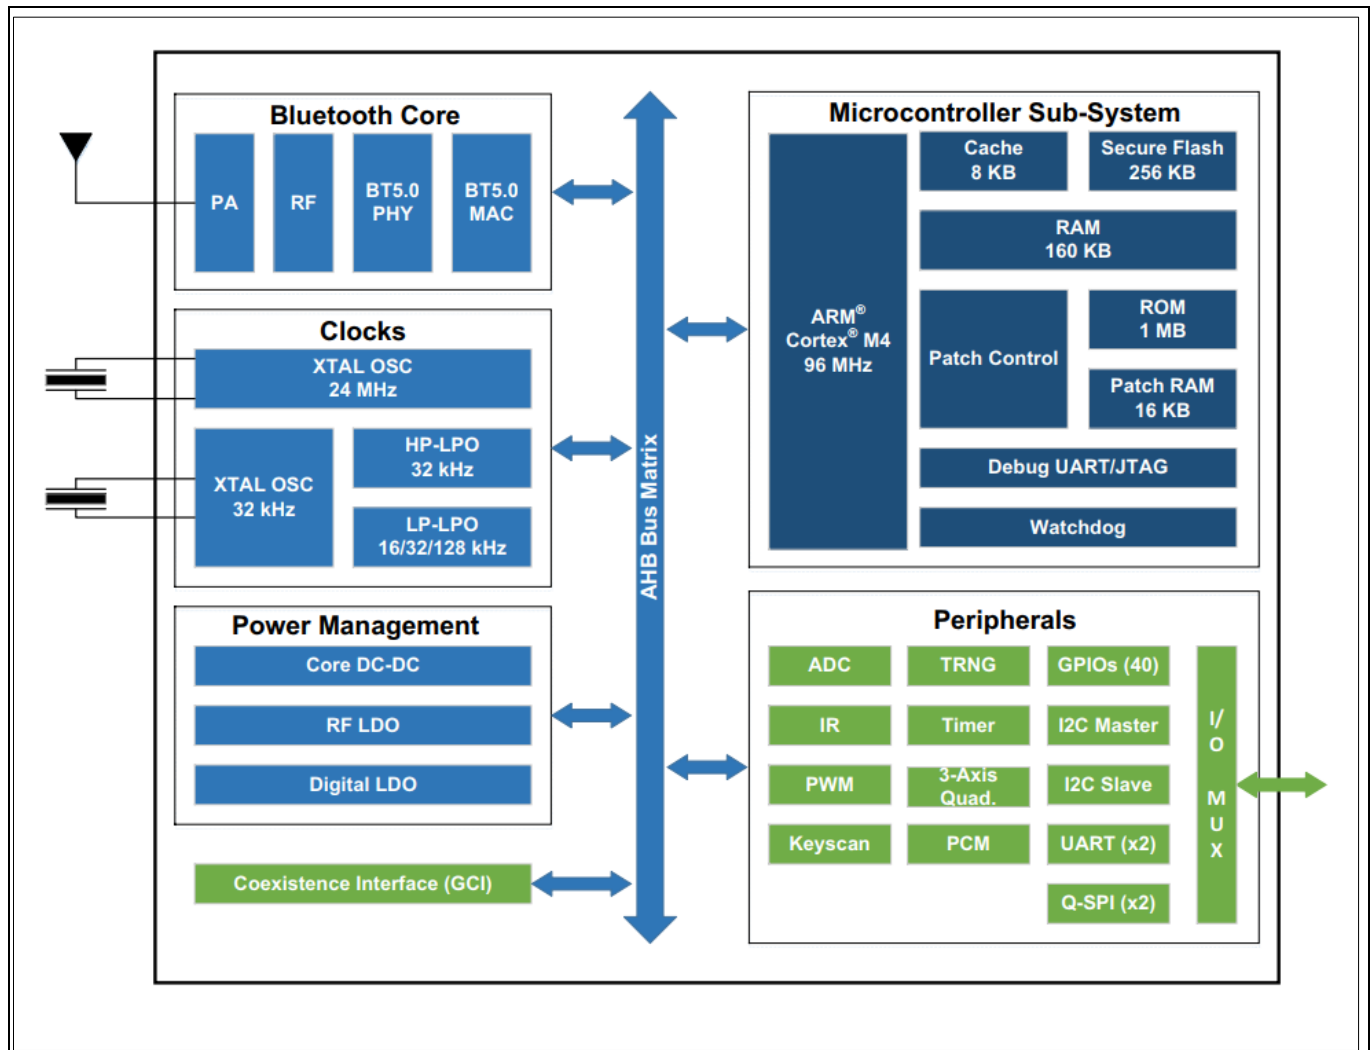 Bluetooth Core
PA
RF
BT5.0
PHY
BT5.0
MAC
Clocks
XTAL OSC
24 MHz
XTAL OSC
32 kHz
HP-LPO
32 kHz
LP-LPO
16/32/128 kHz
Power Management
Core DC-DC
RF LDO
Digital LDO
Coexistence Interface (GCI)
AHB Bus Matrix
Microcontroller Sub-System
ARM®
Cortex® M4
96 MHz
Cache
8 KB
Secure Flash
256 KB
RAM
160 KB
Patch Control
ROM
1 MB
Patch RAM
16 KB
Debug UART/JTAG
Watchdog
Peripherals
ADC
TRNG
GPIOs (40)
IR
Timer
I2C Master
PWM
3-Axis
Quad.
I2C Slave
Keyscan
PCM
UART (x2)
Q-SPI (x2)
I/
O
M
U
X